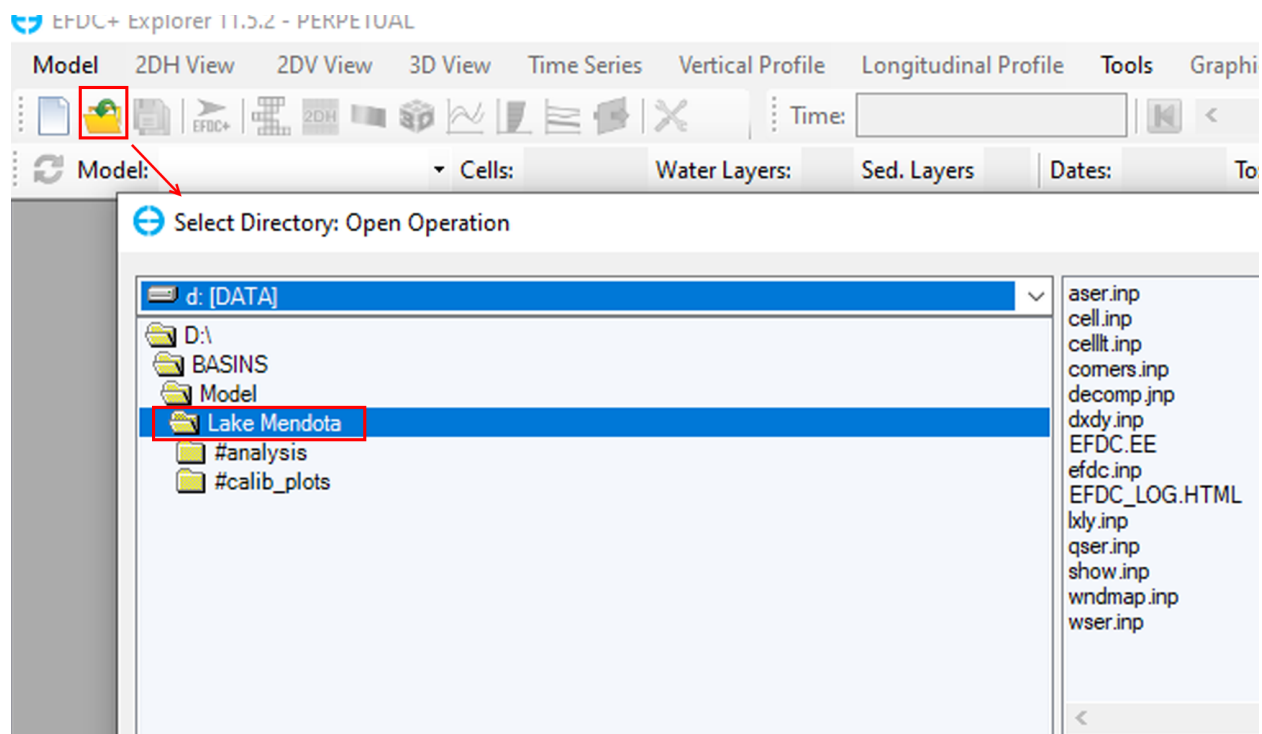 EFDC+ Explorer 11.5.2 - PERPETUAL
Model 2DH View 2DV View 3D View Time Series Vertical Profile Longitudinal Profile Tools Graphi
EFDC+ 2DH 3D Time:
Model: Cells: Water Layers: Sed. Layers Dates: To
Select Directory: Open Operation
d: [DATA]
D:\
BASINS
Model
Lake Mendota
#analysis
#calib_plots
aser.inp
cell.inp
celllt.inp
corners.inp
decomp.jnp
dxdy.inp
EFDC.EE
efdc.inp
EFDC_LOG.HTML
lxly.inp
qser.inp
show.inp
wndmap.inp
wser.inp